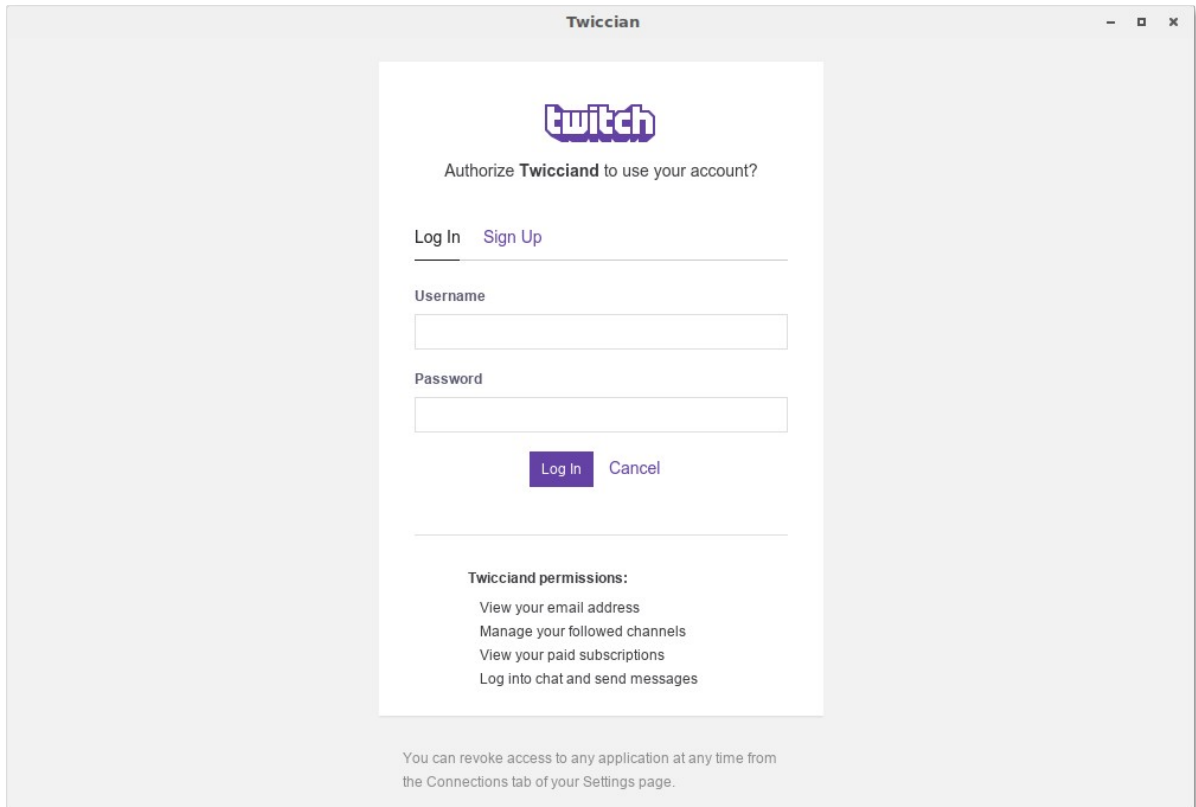 Twiccian
twitch
Authorize Twicciand to use your account?
Log In Sign Up
Username
Password
Log In Cancel
Twicciand permissions:
View your email address
Manage your followed channels
View your paid subscriptions
Log into chat and send messages
You can revoke access to any application at any time from
the Connections tab of your Settings page.